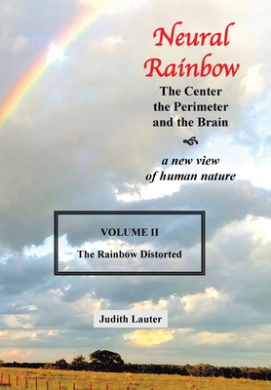 Neural
Rainbow
The Center
the Perimeter
and the Brain
a new view
of human nature
VOLUME II
The Rainbow Distorted
Judith Lauter